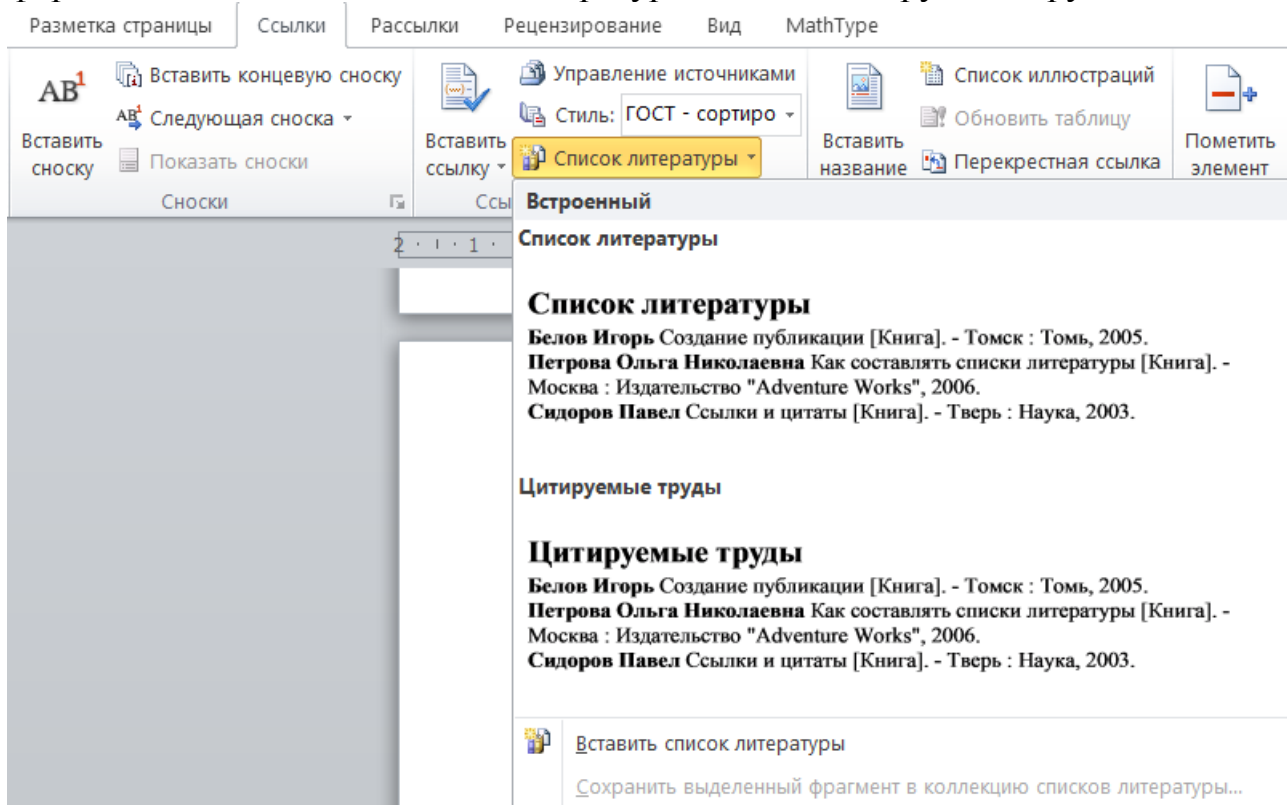 Разметка страницы Ссылки Рассылки Рецензирование Вид MathType
AB1 Вставить концевую сноску Управление источниками Список иллюстраций
AB1 Следующая сноска Стиль: ГОСТ - сортиро Обновить таблицу
Вставить сноску Показать сноски Вставить ссылку Список литературы Вставить название Перекрестная ссылка Пометить элемент
Сноски Ссы Встроенный
2 · 1 · Список литературы
Список литературы
Белов Игорь Создание публикации [Книга]. - Томск : Томь, 2005.
Петрова Ольга Николаевна Как составлять списки литературы [Книга]. -
Москва : Издательство "Adventure Works", 2006.
Сидоров Павел Ссылки и цитаты [Книга]. - Тверь : Наука, 2003.
Цитируемые труды
Цитируемые труды
Белов Игорь Создание публикации [Книга]. - Томск : Томь, 2005.
Петрова Ольга Николаевна Как составлять списки литературы [Книга]. -
Москва : Издательство "Adventure Works", 2006.
Сидоров Павел Ссылки и цитаты [Книга]. - Тверь : Наука, 2003.
Вставить список литературы
Сохранить выделенный фрагмент в коллекцию списков литературы...